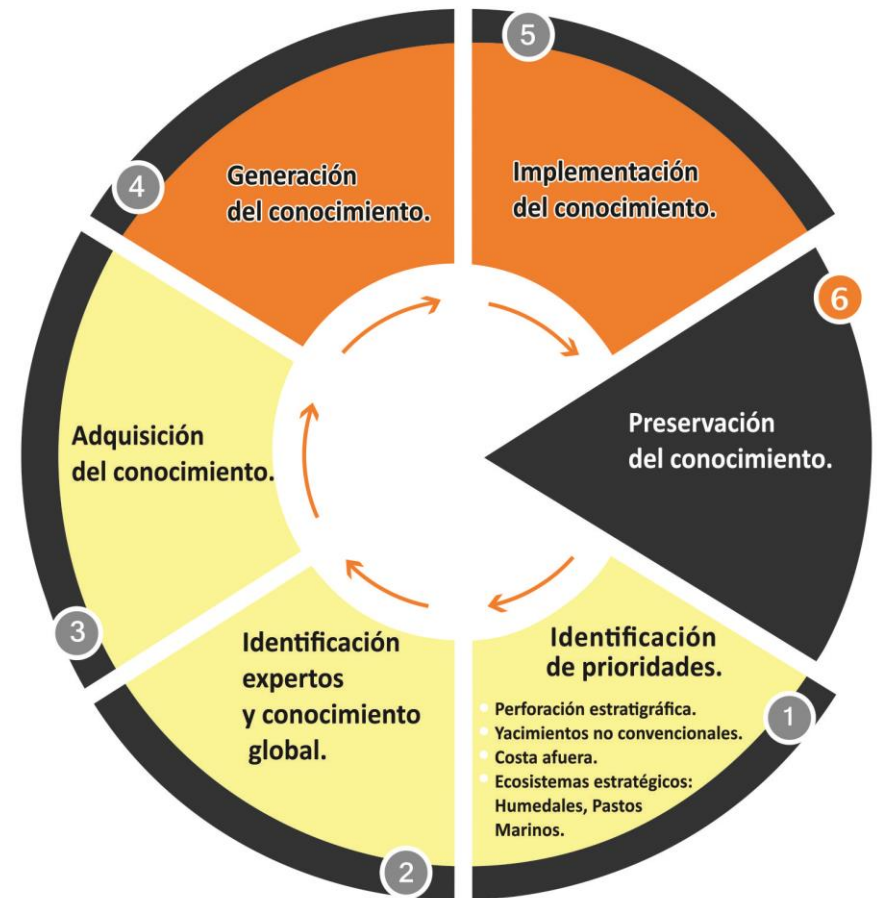 5
Implementación
del conocimiento.
4
Generación
del conocimiento.
6
Preservación
del conocimiento.
Adquisición
del conocimiento.
3
Identificación
expertos
y conocimiento
global.
2
Identificación
de prioridades.
Perforación estratigráfica.
Yacimientos no convencionales.
Costa afuera.
Ecosistemas estratégicos:
Humedales, Pastos
Marinos.
1